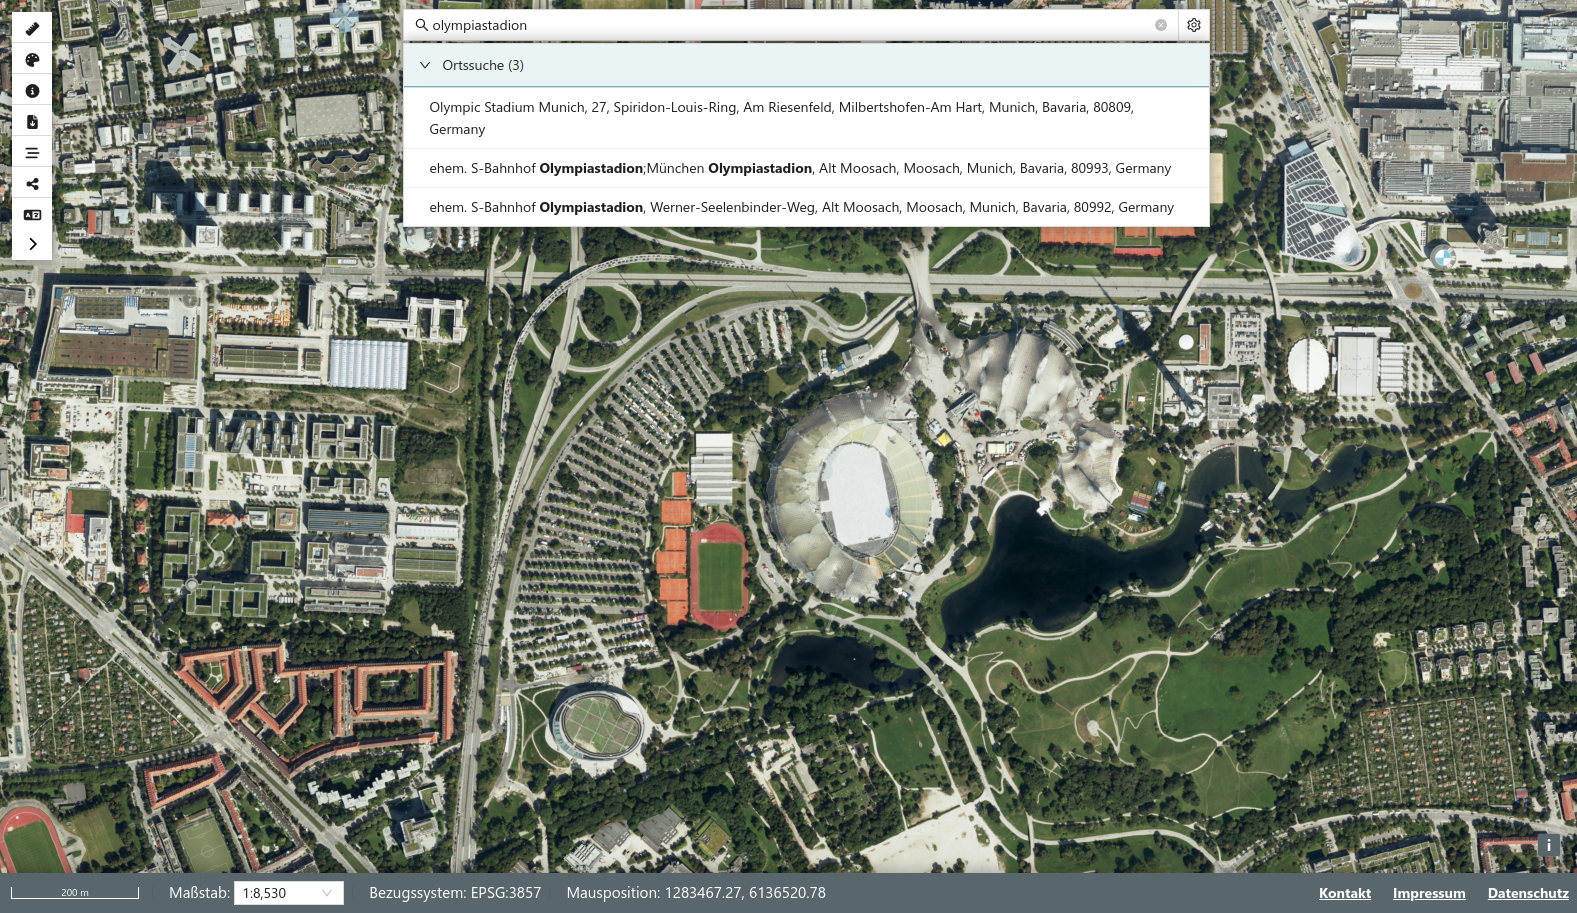 olympiastadion
Ortssuche (3)
Olympic Stadium Munich, 27, Spiridon-Louis-Ring, Am Riesenfeld, Milbertshofen-Am Hart, Munich, Bavaria, 80809,
Germany
ehem. S-Bahnhof Olympiastadion;München Olympiastadion, Alt Moosach, Moosach, Munich, Bavaria, 80993, Germany
ehem. S-Bahnhof Olympiastadion, Werner-Seelenbinder-Weg, Alt Moosach, Moosach, Munich, Bavaria, 80992, Germany
200 m
Maßstab: 1:8,530
Bezugssystem: EPSG:3857
Mausposition: 1283467.27, 6136520.78
Kontakt
Impressum
Datenschutz